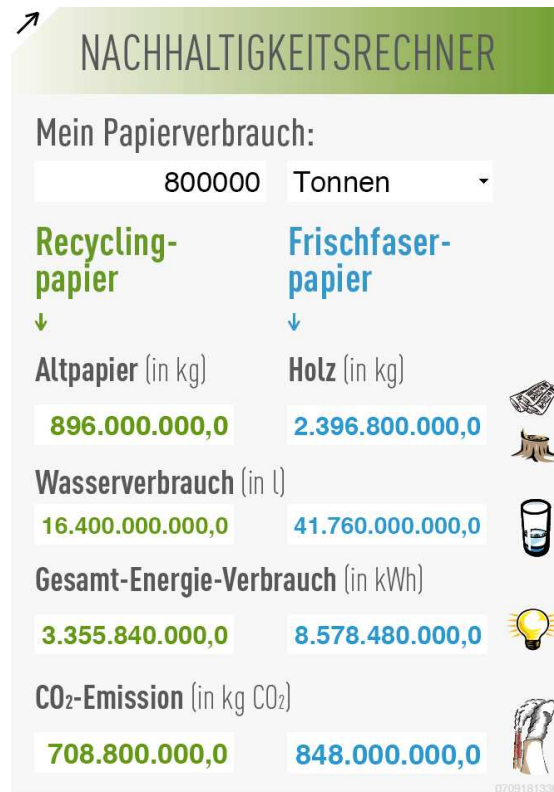 NACHHALTIGKEITSRECHNER
Mein Papierverbrauch:
800000 Tonnen
Recycling-
papier
Frischfaser-
papier
Altpapier (in kg) Holz (in kg)
896.000.000,0 2.396.800.000,0
Wasserverbrauch (in l)
16.400.000.000,0 41.760.000.000,0
Gesamt-Energie-Verbrauch (in kWh)
3.355.840.000,0 8.578.480.000,0
CO₂-Emission (in kg CO₂)
708.800.000,0 848.000.000,0